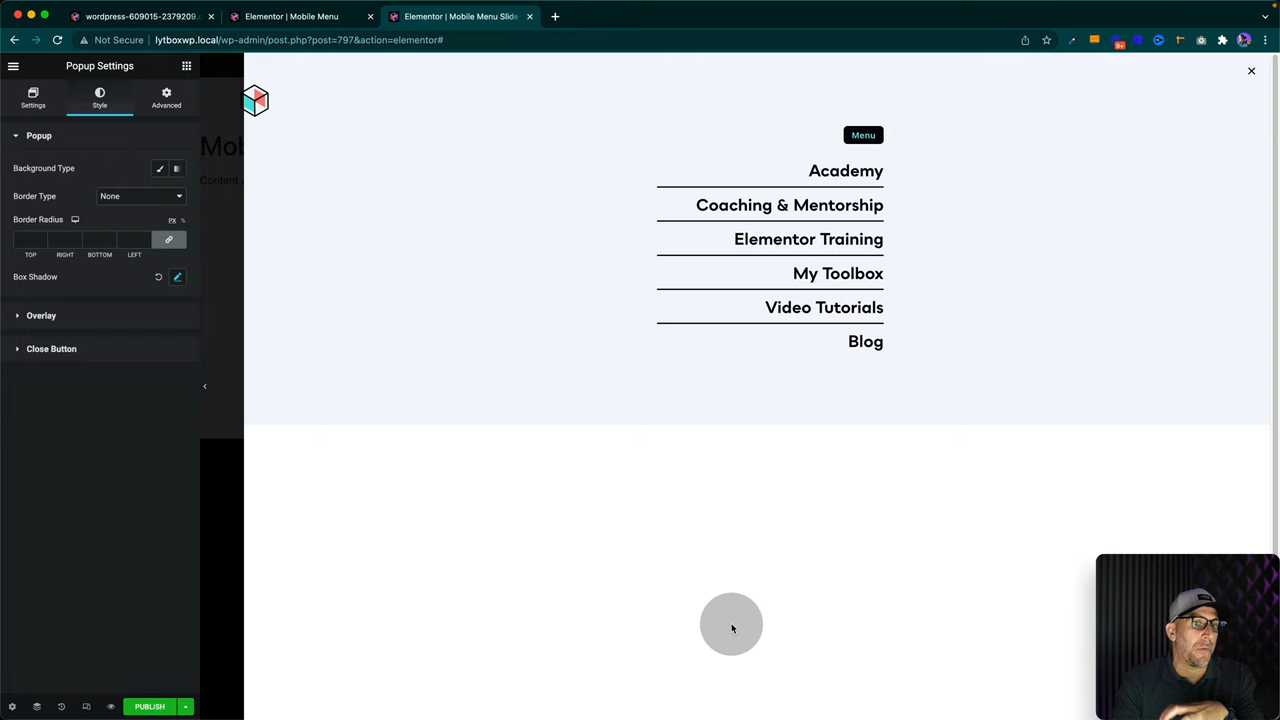 wordpress-609015-2379209.c
Elementor | Mobile Menu
Elementor | Mobile Menu Slide
Not Secure
lytboxwp.local/wp-admin/post.php?post=797&action=elementor#
9+
Popup Settings
Settings
Style
Advanced
Popup
Background Type
Border Type
None
Border Radius
PX
%
TOP
RIGHT
BOTTOM
LEFT
Box Shadow
Overlay
Close Button
PUBLISH
Mob
Content
Menu
Academy
Coaching & Mentorship
Elementor Training
My Toolbox
Video Tutorials
Blog